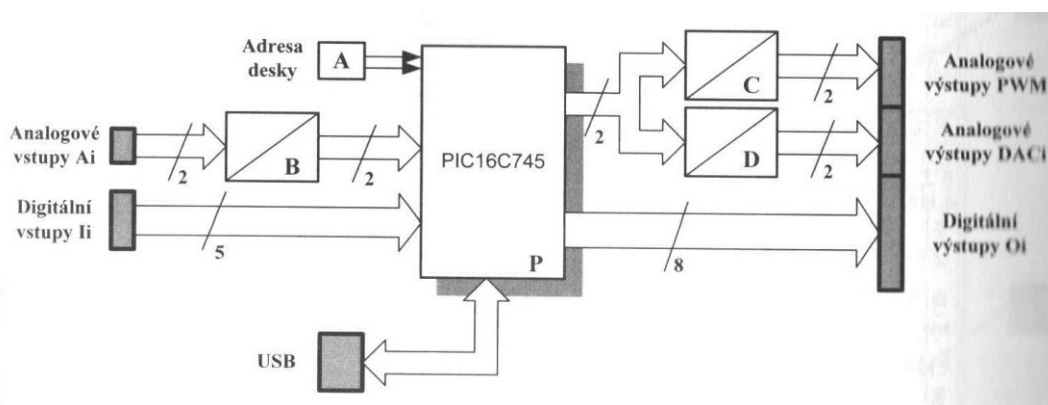 Adresa
desky
A
Analogové
vstupy Ai
2
B
2
Digitální
vstupy Ii
5
PIC16C745
P
USB
2
C
2
D
2
8
Analogové
výstupy PWM
Analogové
výstupy DACi
Digitální
výstupy Oi